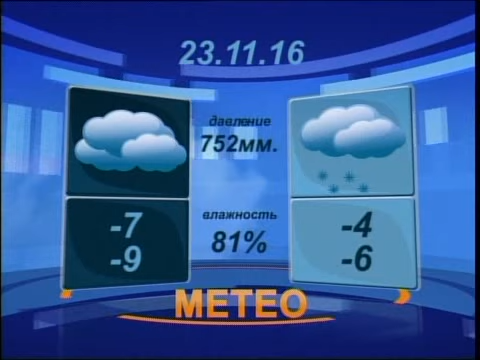 23.11.16
давление
752мм.
-7
-9
влажность
81%
-4
-6
МЕТЕО